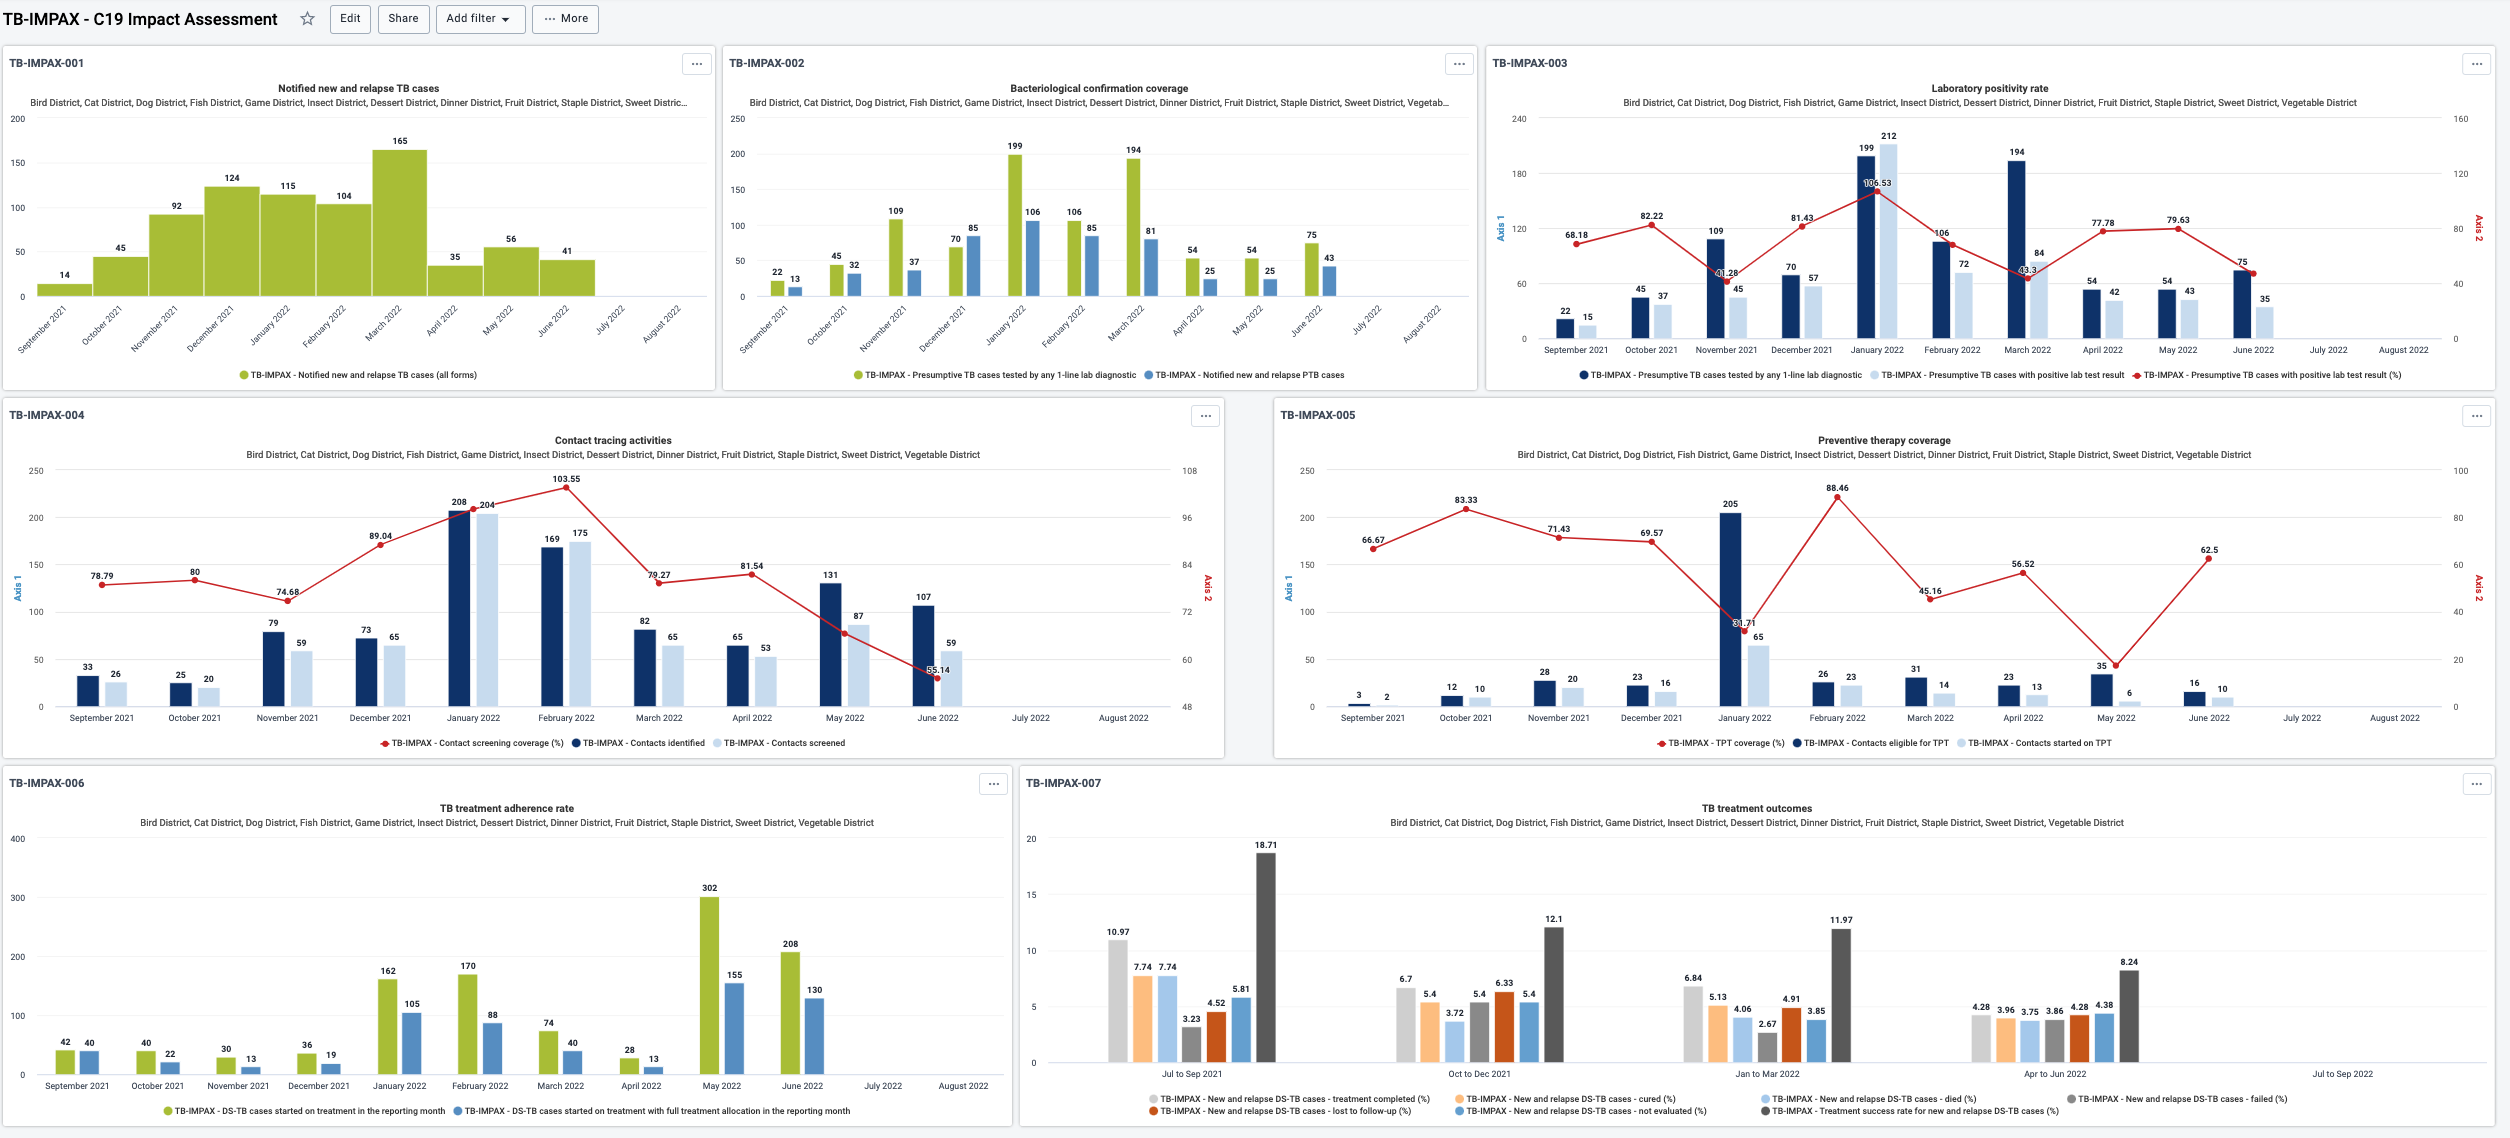 TB-IMPAX - C19 Impact Assessment
Edit
Share
Add filter
More
TB-IMPAX-001
Notified new and relapse TB cases
Bird District, Cat District, Dog District, Fish District, Game District, Insect District, Dessert District, Dinner District, Fruit District, Staple District, Sweet Distric...
200
150
100
50
0
14
45
92
124
115
104
165
35
56
41
September 2021
October 2021
November 2021
December 2021
January 2022
February 2022
March 2022
April 2022
May 2022
June 2022
July 2022
August 2022
TB-IMPAX - Notified new and relapse TB cases (all forms)
TB-IMPAX-002
Bacteriological confirmation coverage
Bird District, Cat District, Dog District, Fish District, Game District, Insect District, Dessert District, Dinner District, Fruit District, Staple District, Sweet District, Vegetab...
250
200
150
100
50
0
22 13
45 32
109 37
70 85
199 106
106 85
194 81
54 25
54 25
75 43
September 2021
October 2021
November 2021
December 2021
January 2022
February 2022
March 2022
April 2022
May 2022
June 2022
July 2022
August 2022
TB-IMPAX - Presumptive TB cases tested by any 1-line lab diagnostic TB-IMPAX - Notified new and relapse PTB cases
TB-IMPAX-003
Laboratory positivity rate
Bird District, Cat District, Dog District, Fish District, Game District, Insect District, Dessert District, Dinner District, Fruit District, Staple District, Sweet District, Vegetable District
Axis 1
240
180
120
60
0
22 15 68.18
45 37 82.22
109 45 41.28
70 57 81.43
199 212 106.53
106 72
194 84 43.3
54 42 77.78
54 43 79.63
75 35
160
120
80
40
0
Axis 2
September 2021 October 2021 November 2021 December 2021 January 2022 February 2022 March 2022 April 2022 May 2022 June 2022 July 2022 August 2022
TB-IMPAX - Presumptive TB cases tested by any 1-line lab diagnostic TB-IMPAX - Presumptive TB cases with positive lab test result TB-IMPAX - Presumptive TB cases with positive lab test result (%)
TB-IMPAX-004
Contact tracing activities
Bird District, Cat District, Dog District, Fish District, Game District, Insect District, Dessert District, Dinner District, Fruit District, Staple District, Sweet District, Vegetable District
Axis 1
250
200
150
100
50
0
78.79 33 26
80 25 20
74.68 79 59
89.04 73 65
208 204
103.55 169 175
79.27 82 65
81.54 65 53
131 87
107 59 55.14
108
96
84
72
60
48
Axis 2
September 2021 October 2021 November 2021 December 2021 January 2022 February 2022 March 2022 April 2022 May 2022 June 2022 July 2022 August 2022
TB-IMPAX - Contact screening coverage (%) TB-IMPAX - Contacts identified TB-IMPAX - Contacts screened
TB-IMPAX-005
Preventive therapy coverage
Bird District, Cat District, Dog District, Fish District, Game District, Insect District, Dessert District, Dinner District, Fruit District, Staple District, Sweet District, Vegetable District
Axis 1
250
200
150
100
50
0
66.67 3 2
83.33 12 10
71.43 28 20
69.57 23 16
205 31.71 65
88.46 26 23
45.16 31 14
56.52 23 13
35 6
62.5 16 10
100
80
60
40
20
0
Axis 2
September 2021 October 2021 November 2021 December 2021 January 2022 February 2022 March 2022 April 2022 May 2022 June 2022 July 2022 August 2022
TB-IMPAX - TPT coverage (%) TB-IMPAX - Contacts eligible for TPT TB-IMPAX - Contacts started on TPT
TB-IMPAX-006
TB treatment adherence rate
Bird District, Cat District, Dog District, Fish District, Game District, Insect District, Dessert District, Dinner District, Fruit District, Staple District, Sweet District, Vegetable District
400
300
200
100
0
42 40
40 22
30 13
36 19
162 105
170 88
74 40
28 13
302 155
208 130
September 2021 October 2021 November 2021 December 2021 January 2022 February 2022 March 2022 April 2022 May 2022 June 2022 July 2022 August 2022
TB-IMPAX - DS-TB cases started on treatment in the reporting month TB-IMPAX - DS-TB cases started on treatment with full treatment allocation in the reporting month
TB-IMPAX-007
TB treatment outcomes
Bird District, Cat District, Dog District, Fish District, Game District, Insect District, Dessert District, Dinner District, Fruit District, Staple District, Sweet District, Vegetable District
20
15
10
5
0
10.97 7.74 7.74 3.23 4.52 5.81 18.71
6.7 5.4 3.72 5.4 6.33 5.4 12.1
6.84 5.13 4.06 2.67 4.91 3.85 11.97
4.28 3.96 3.75 3.86 4.28 4.38 8.24
Jul to Sep 2021 Oct to Dec 2021 Jan to Mar 2022 Apr to Jun 2022 Jul to Sep 2022
TB-IMPAX - New and relapse DS-TB cases - treatment completed (%) TB-IMPAX - New and relapse DS-TB cases - cured (%) TB-IMPAX - New and relapse DS-TB cases - died (%) TB-IMPAX - New and relapse DS-TB cases - failed (%)
TB-IMPAX - New and relapse DS-TB cases - lost to follow-up (%) TB-IMPAX - New and relapse DS-TB cases - not evaluated (%) TB-IMPAX - Treatment success rate for new and relapse DS-TB cases (%)